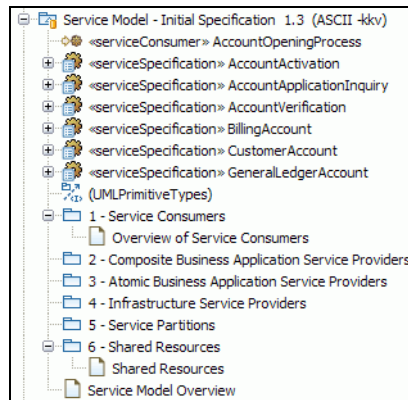 Service Model - Initial Specification 1.3 (ASCII -kkv)
«serviceConsumer» AccountOpeningProcess
«serviceSpecification» AccountActivation
«serviceSpecification» AccountApplicationInquiry
«serviceSpecification» AccountVerification
«serviceSpecification» BillingAccount
«serviceSpecification» CustomerAccount
«serviceSpecification» GeneralLedgerAccount
(UMLPrimitiveTypes)
1 - Service Consumers
Overview of Service Consumers
2 - Composite Business Application Service Providers
3 - Atomic Business Application Service Providers
4 - Infrastructure Service Providers
5 - Service Partitions
6 - Shared Resources
Shared Resources
Service Model Overview